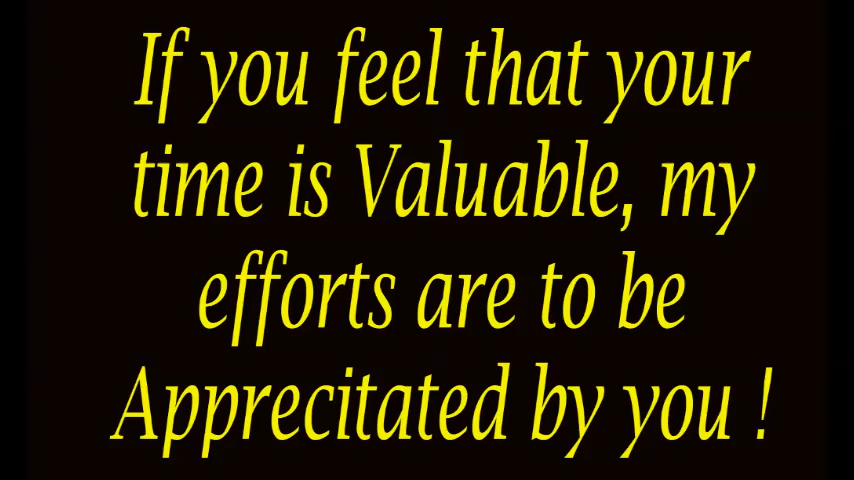 If you feel that your
time is Valuable, my
efforts are to be
Apprecitated by you !